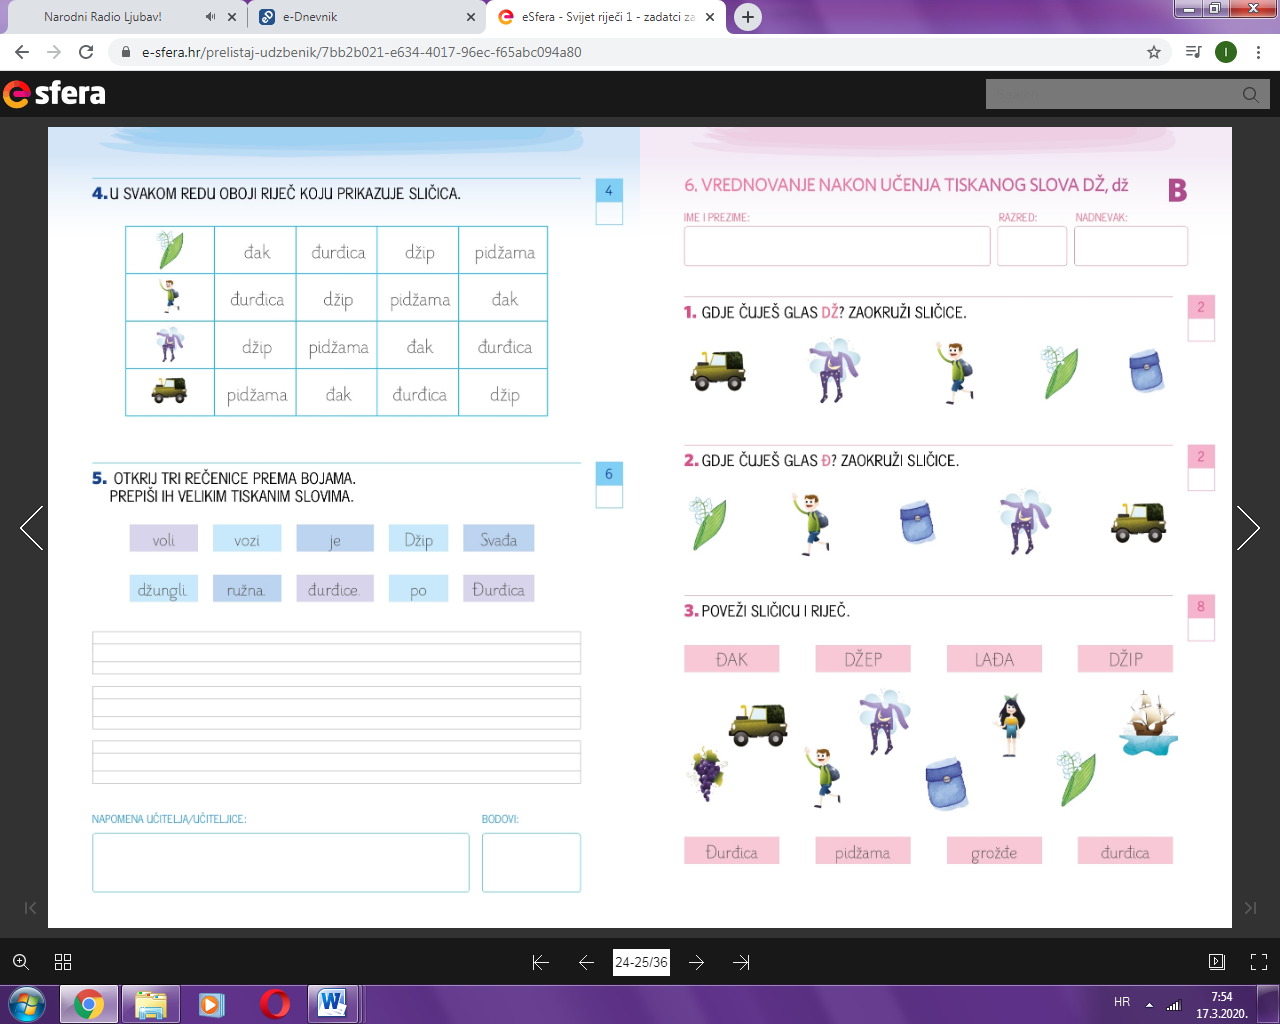 Narodni Radio Ljubav!
e-Dnevnik
eSfera - Svijet riječi 1 - zadatci za
e-sfera.hr/prelistaj-udzbenik/7bb2b021-e634-4017-96ec-f65abc094a80
I
e sfera
4. U SVAKOM REDU OBOJI RIJEČ KOJU PRIKAZUJE SLIČICA.
4
đak đurđica džip pidžama
đurđica džip pidžama đak
džip pidžama đak đurđica
pidžama đak đurđica džip
5. OTKRIJ TRI REČENICE PREMA BOJAMA.
PREPIŠI IH VELIKIM TISKANIM SLOVIMA.
6
voli vozi je Džip Svađa
džungli. ružna. đurđice. po Đurđica
NAPOMENA UČITELJA/UČITELJICE:
BODOVI:
6. VREDNOVANJE NAKON UČENJA TISKANOG SLOVA DŽ, dž
B
IME I PREZIME:
RAZRED:
NADNEVAK:
1. GDJE ČUJEŠ GLAS DŽ? ZAOKRUŽI SLIČICE.
2
2. GDJE ČUJEŠ GLAS Đ? ZAOKRUŽI SLIČICE.
2
3. POVEŽI SLIČICU I RIJEČ.
8
ĐAK DŽEP LAĐA DŽIP
Đurđica pidžama grožđe đurđica
24-25/36
HR
7:54
17.3.2020.